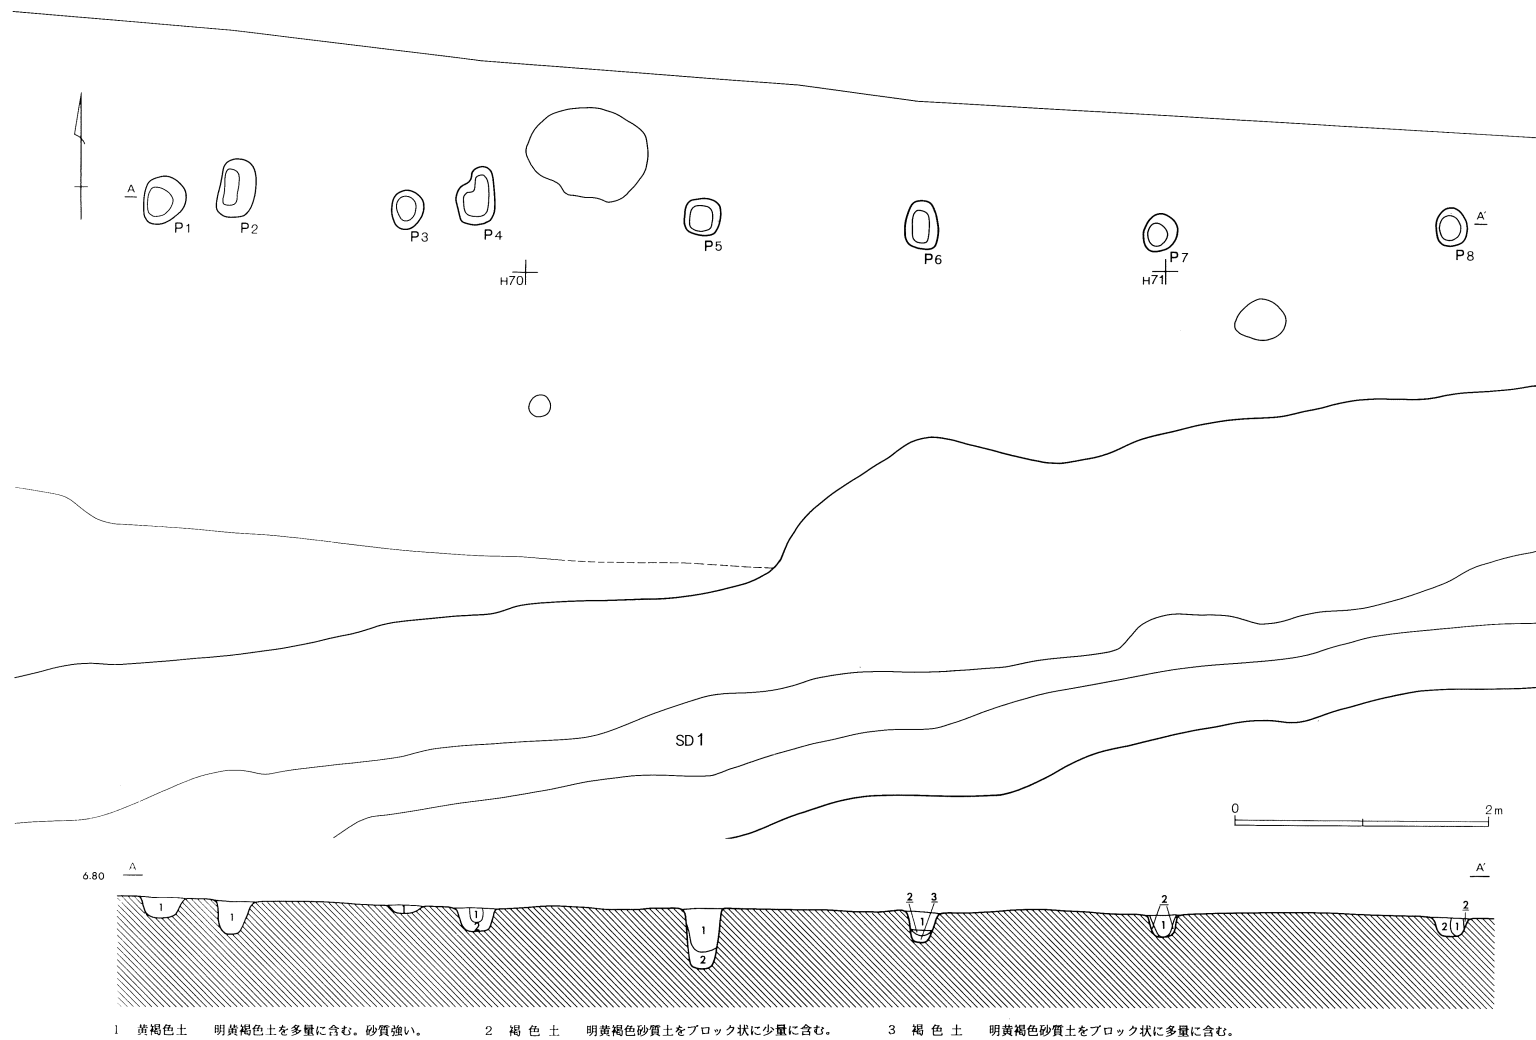 A
P1
P2
P3
P4
P5
P6
P7
P8
A′
H70
H71
SD1
0 2m
6.80 A A′
1
1
1
1
2
1
2
2 3
1
2
1
2
2 1
1 黄褐色土 明黄褐色土を多量に含む。砂質強い。 2 褐色土 明黄褐色砂質土をブロック状に少量に含む。 3 褐色土 明黄褐色砂質土をブロック状に多量に含む。